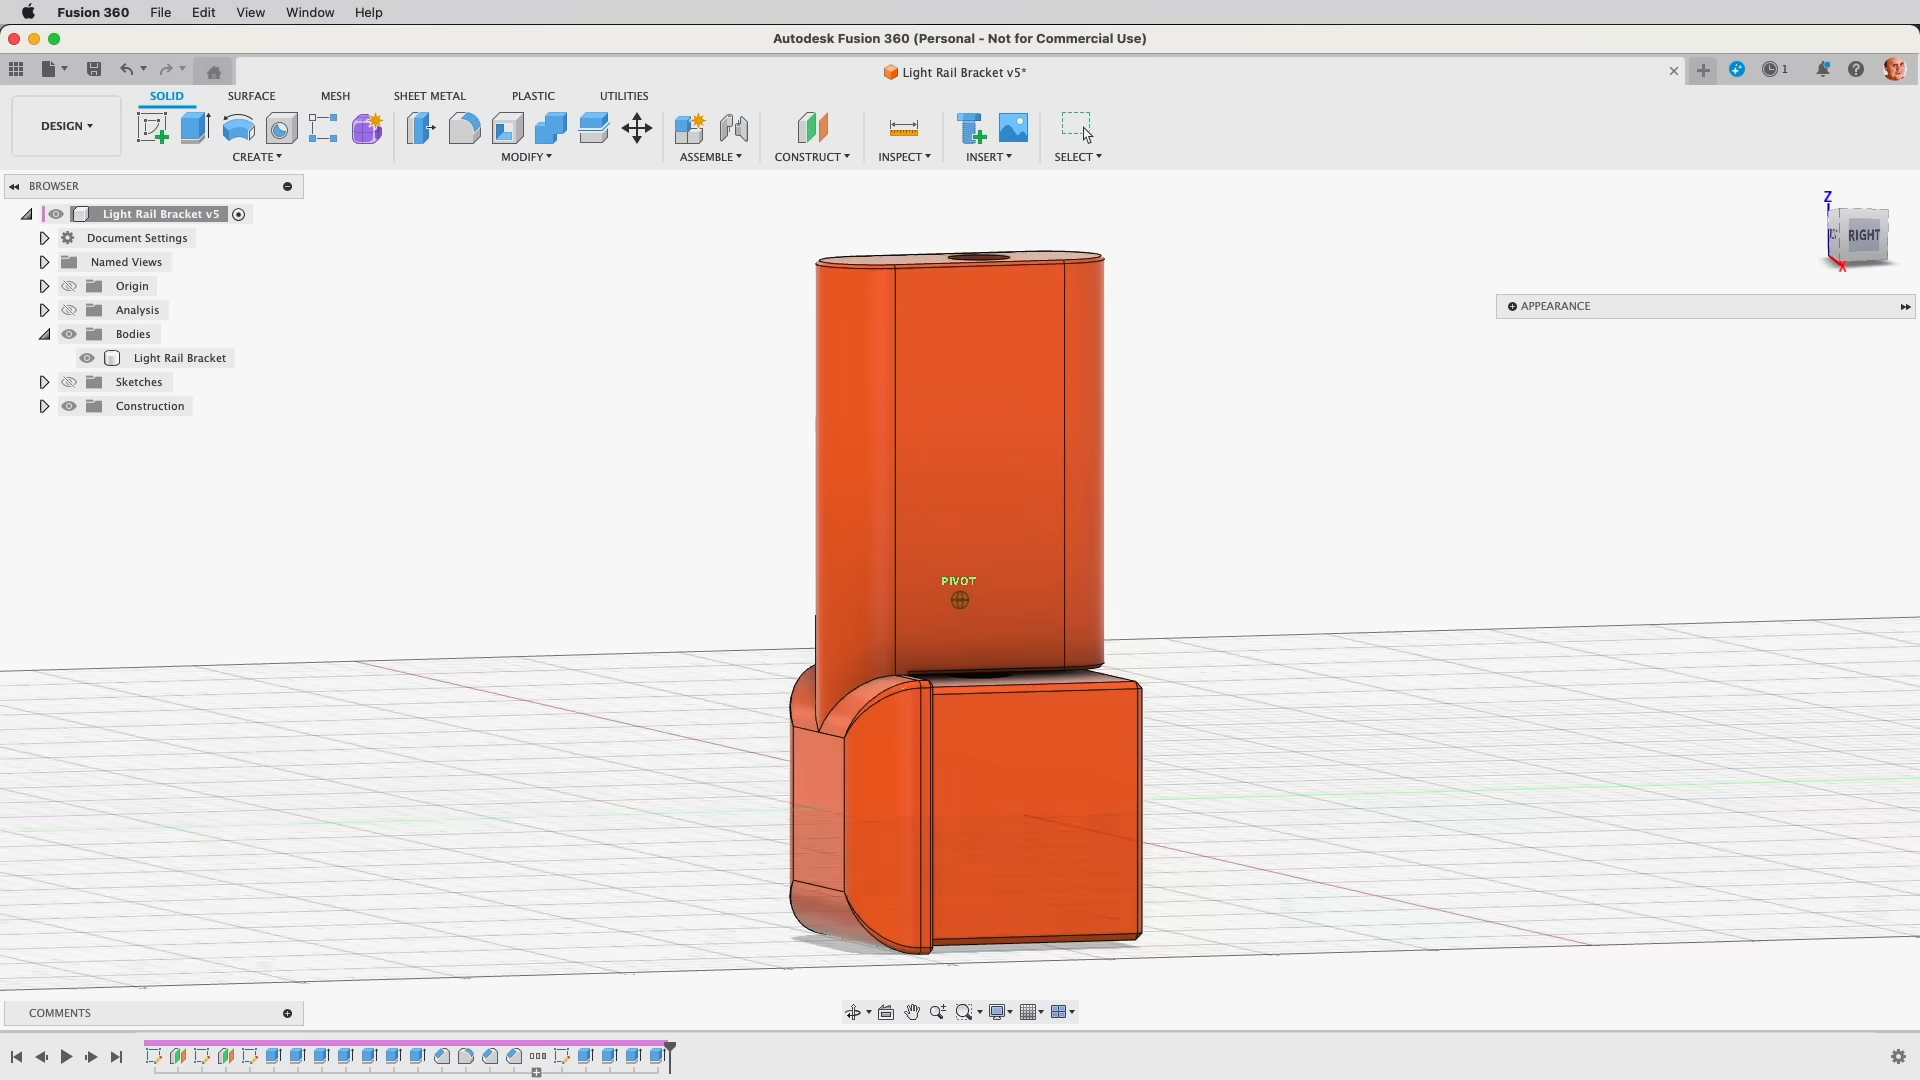 Fusion 360 File Edit View Window Help
Autodesk Fusion 360 (Personal - Not for Commercial Use)
Light Rail Bracket v5* 1
SOLID SURFACE MESH SHEET METAL PLASTIC UTILITIES
DESIGN
CREATE MODIFY ASSEMBLE CONSTRUCT INSPECT INSERT SELECT
BROWSER
Light Rail Bracket v5
Document Settings
Named Views
Origin
Analysis
Bodies
Light Rail Bracket
Sketches
Construction
Z
RIGHT
X
APPEARANCE
PIVOT
COMMENTS